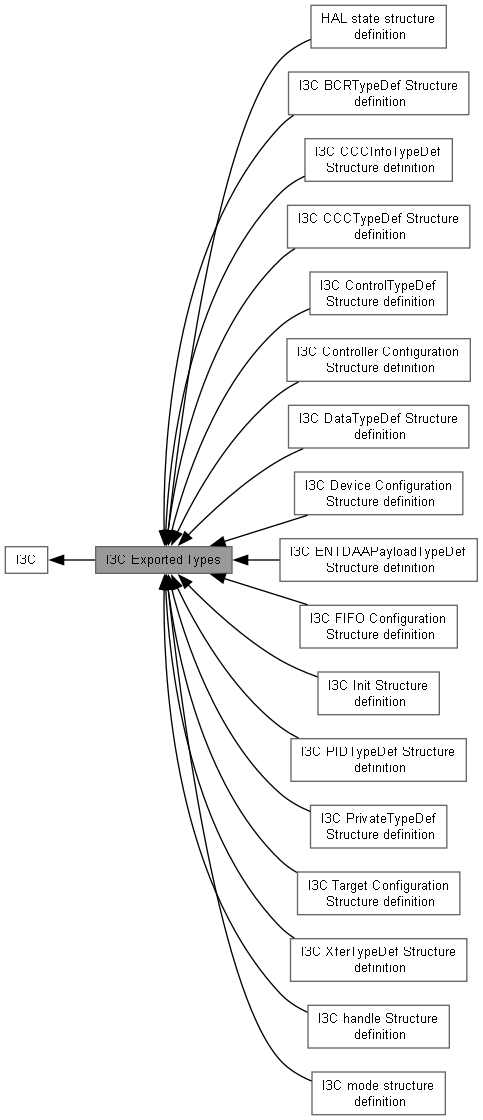 HAL state structure
definition
I3C BCRTypeDef Structure
definition
I3C CCCInfoTypeDef
Structure definition
I3C CCCTypeDef Structure
definition
I3C ControlTypeDef
Structure definition
I3C Controller Configuration
Structure definition
I3C DataTypeDef Structure
definition
I3C Device Configuration
Structure definition
I3C
I3C Exported Types
I3C ENTDAAPayloadTypeDef
Structure definition
I3C FIFO Configuration
Structure definition
I3C Init Structure
definition
I3C PIDTypeDef Structure
definition
I3C PrivateTypeDef
Structure definition
I3C Target Configuration
Structure definition
I3C XferTypeDef Structure
definition
I3C handle Structure
definition
I3C mode structure
definition